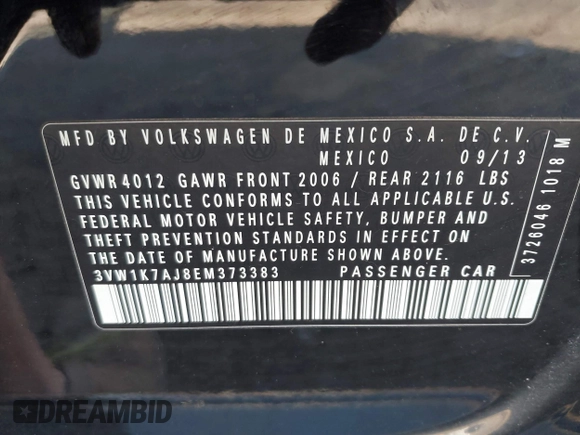 MFD BY VOLKSWAGEN DE MEXICO S.A. DE C.V.
MEXICO 09/13
GVWR 4012 GAWR FRONT 2006 / REAR 2116 LBS
THIS VEHICLE CONFORMS TO ALL APPLICABLE U.S.
FEDERAL MOTOR VEHICLE SAFETY, BUMPER AND
THEFT PREVENTION STANDARDS IN EFFECT ON
THE DATE OF MANUFACTURE SHOWN ABOVE.
3VW1K7AJ8EM373383 PASSENGER CAR
3726046 1018 M
DREAMBID